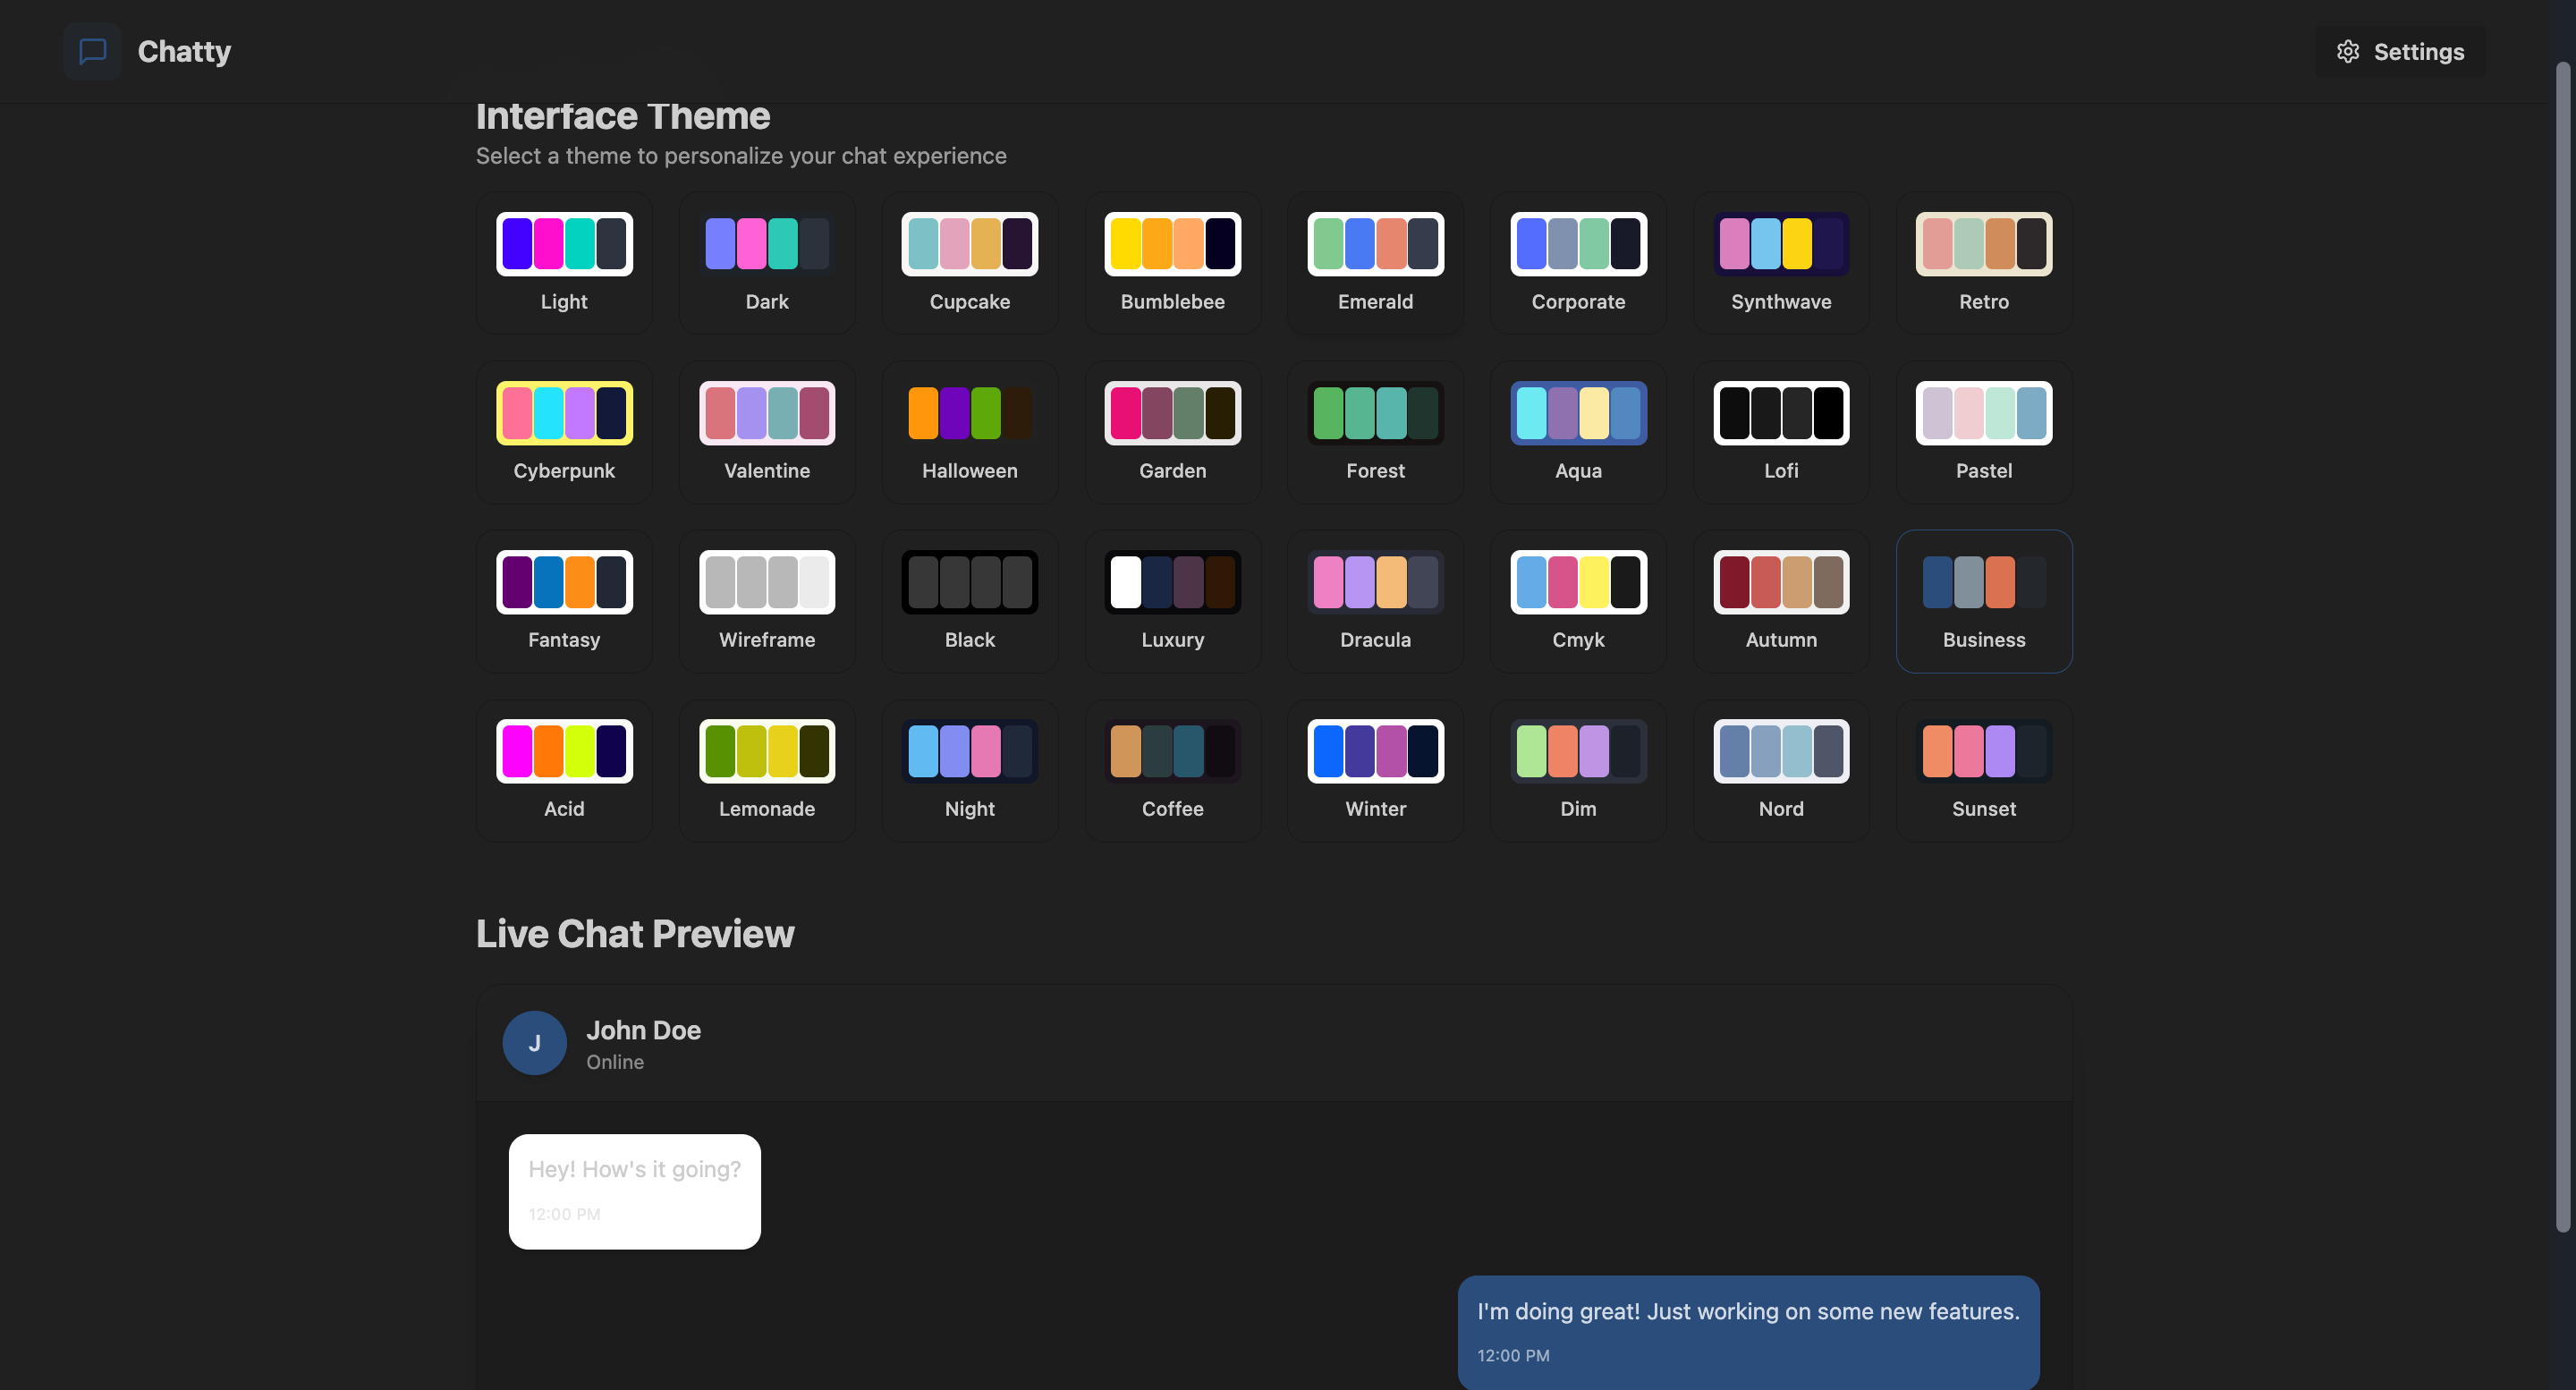 Chatty
Settings
Interface Theme
Select a theme to personalize your chat experience
Light
Dark
Cupcake
Bumblebee
Emerald
Corporate
Synthwave
Retro
Cyberpunk
Valentine
Halloween
Garden
Forest
Aqua
Lofi
Pastel
Fantasy
Wireframe
Black
Luxury
Dracula
Cmyk
Autumn
Business
Acid
Lemonade
Night
Coffee
Winter
Dim
Nord
Sunset
Live Chat Preview
J
John Doe
Online
Hey! How's it going?
12:00 PM
I'm doing great! Just working on some new features.
12:00 PM